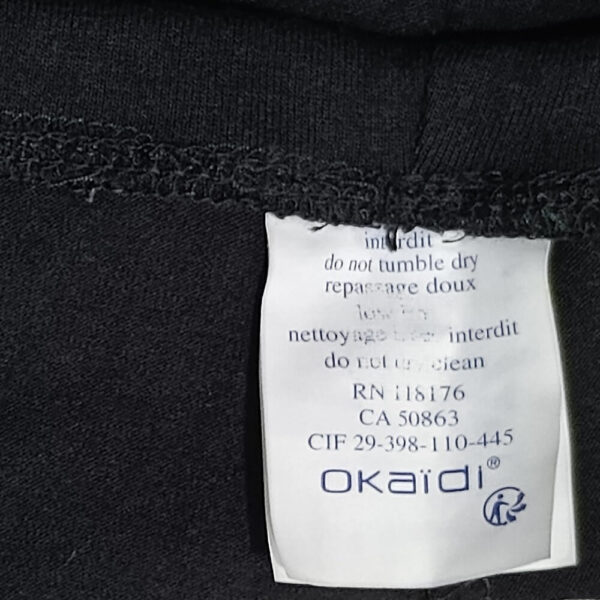 interdit
do not tumble dry
repassage doux
low
nettoyage interdit
do not clean
RN 118176
CA 50863
CIF 29-398-110-445
OKAÏDI®